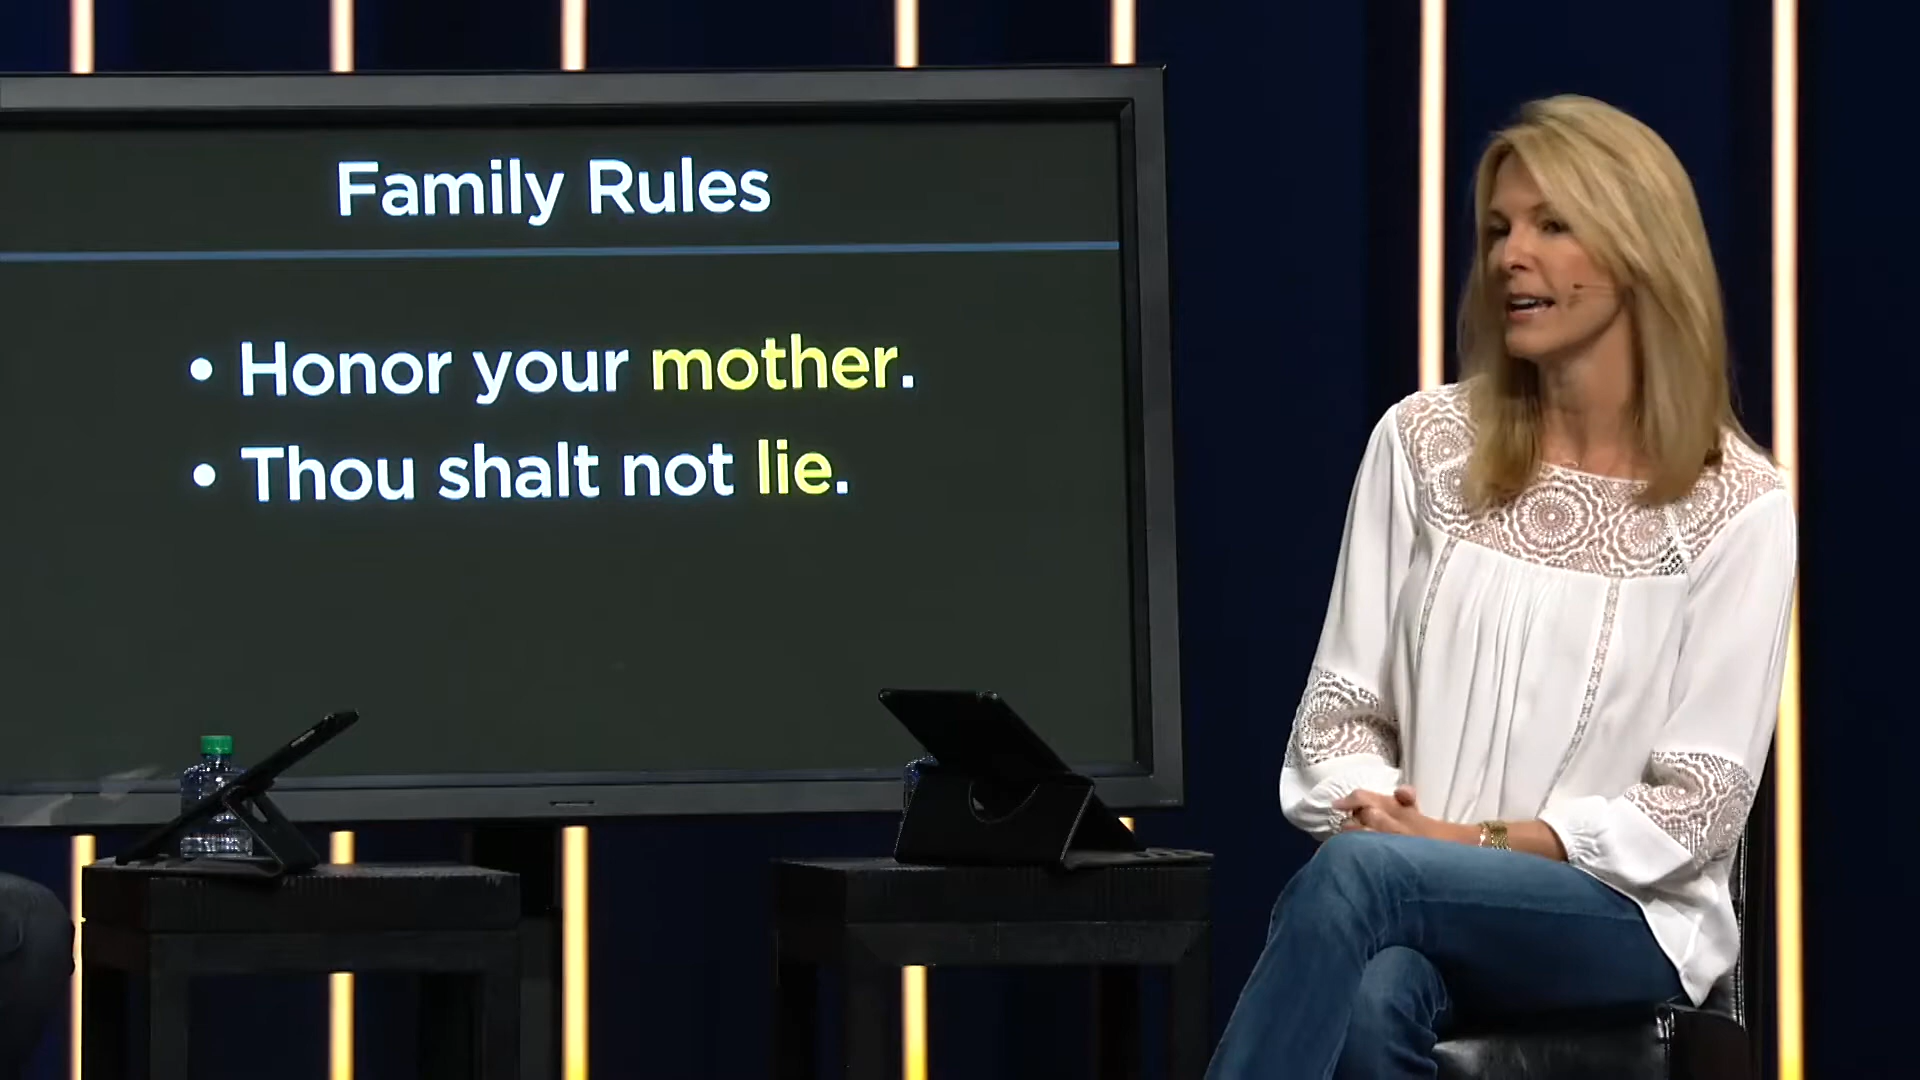 Family Rules
• Honor your mother.
• Thou shalt not lie.